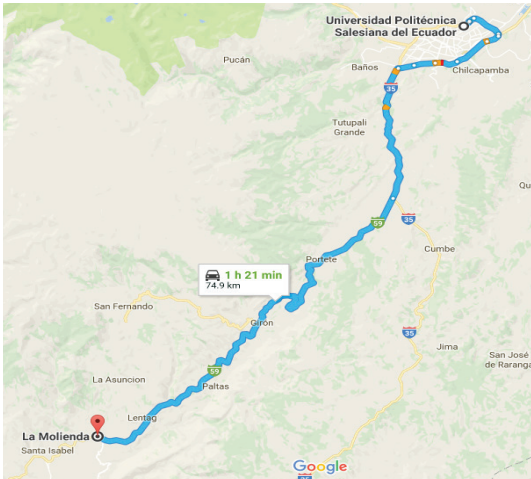 Universidad Politécnica
Salesiana del Ecuador
Pucán
Baños
Chilcapamba
35
Tutupali
Grande
Qu
59
35
Cumbe
Portete
1 h 21 min
74.9 km
San Fernando
Girón
35
Jima
San José
de Raranga
59
La Asuncion
Paltas
Lentag
La Molienda
Santa Isabel
Google
35